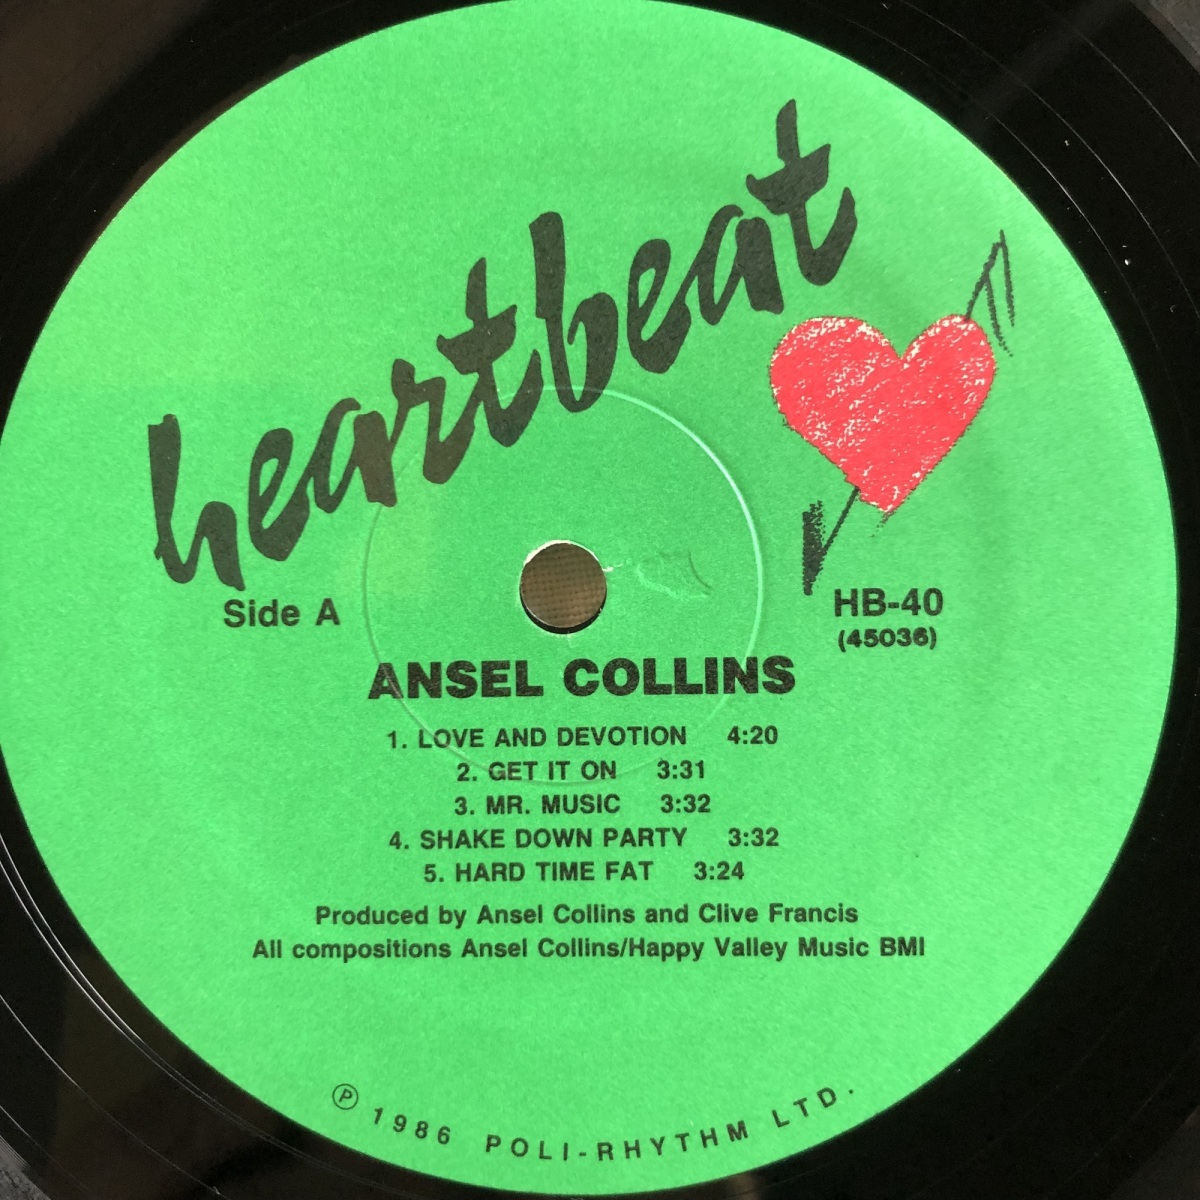 heartbeat
Side A
HB-40
(45036)
ANSEL COLLINS
1. LOVE AND DEVOTION 4:20
2. GET IT ON 3:31
3. MR. MUSIC 3:32
4. SHAKE DOWN PARTY 3:32
5. HARD TIME FAT 3:24
Produced by Ansel Collins and Clive Francis
All compositions Ansel Collins/Happy Valley Music BMI
Ⓟ 1986 POLI-RHYTHM LTD.